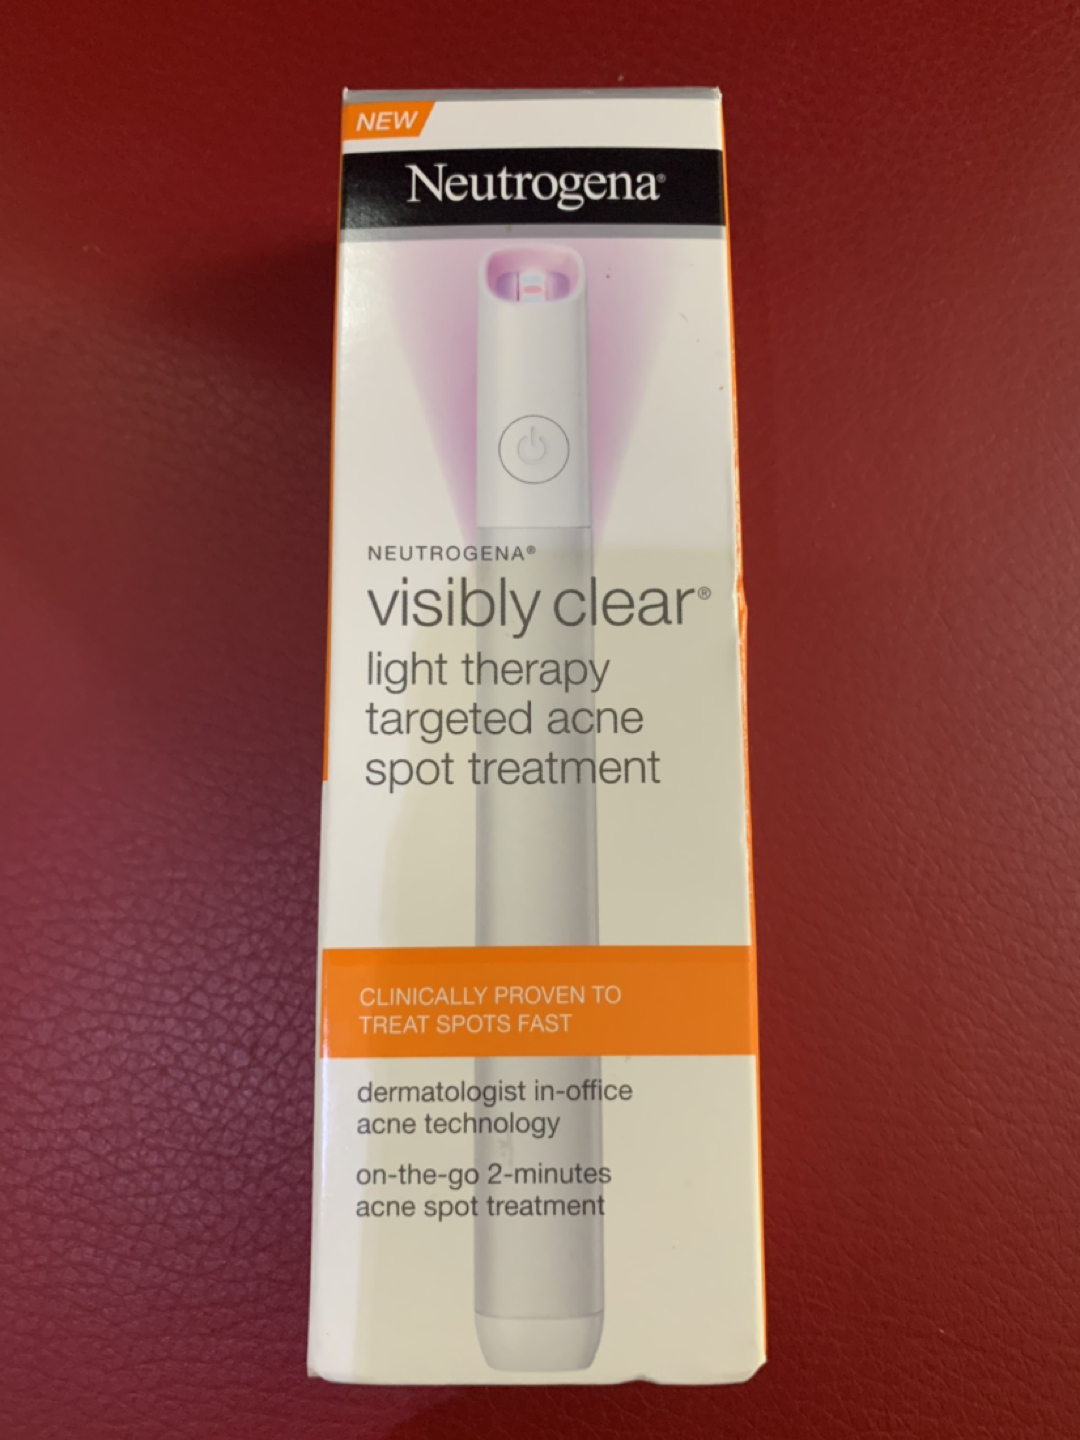 NEW
Neutrogena®
NEUTROGENA®
visibly clear®
light therapy
targeted acne
spot treatment
CLINICALLY PROVEN TO
TREAT SPOTS FAST
dermatologist in-office
acne technology
on-the-go 2-minutes
acne spot treatment